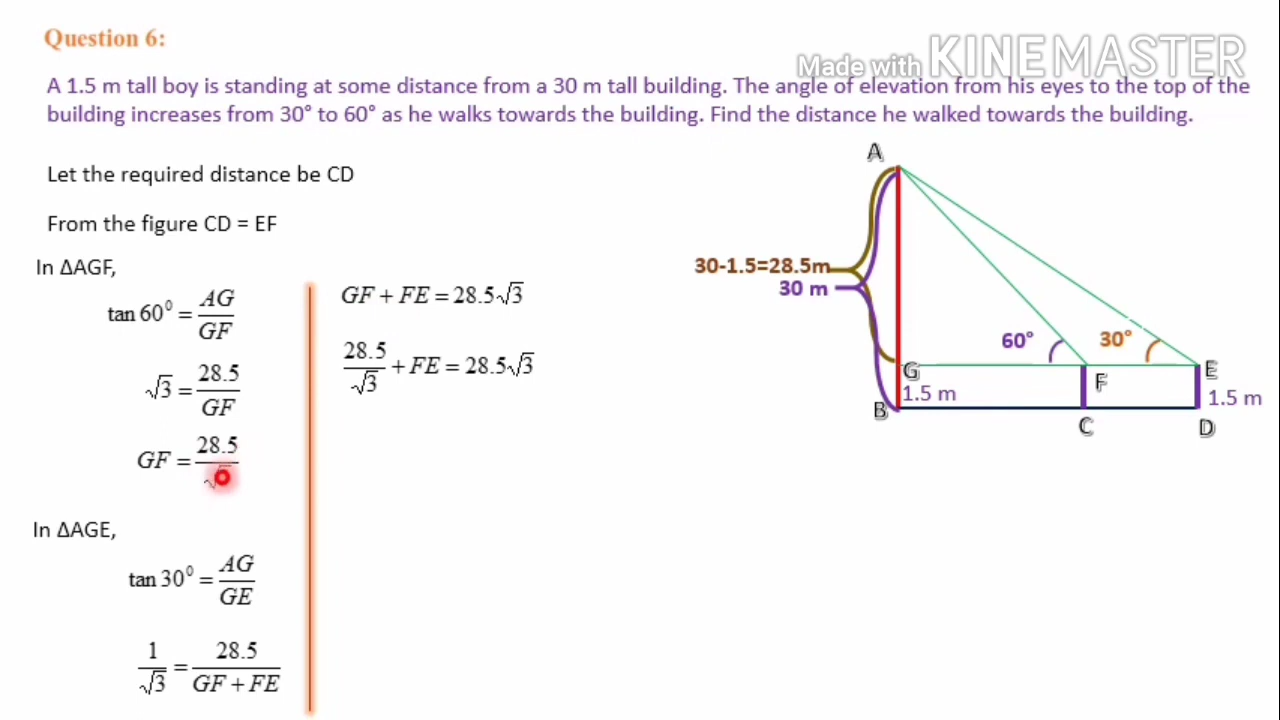 Question 6:
Made with KINEMASTER
A 1.5 m tall boy is standing at some distance from a 30 m tall building. The angle of elevation from his eyes to the top of the
building increases from 30° to 60° as he walks towards the building. Find the distance he walked towards the building.
Let the required distance be CD
From the figure CD = EF
In ΔAGF,
tan 60⁰ = AG/GF
√3 = 28.5/GF
GF = 28.5/√
In ΔAGE,
tan 30⁰ = AG/GE
1/√3 = 28.5/(GF + FE)
GF + FE = 28.5√3
28.5/√3 + FE = 28.5√3
A
30-1.5=28.5m
30 m
60°
30°
G
F
E
1.5 m
1.5 m
B
C
D